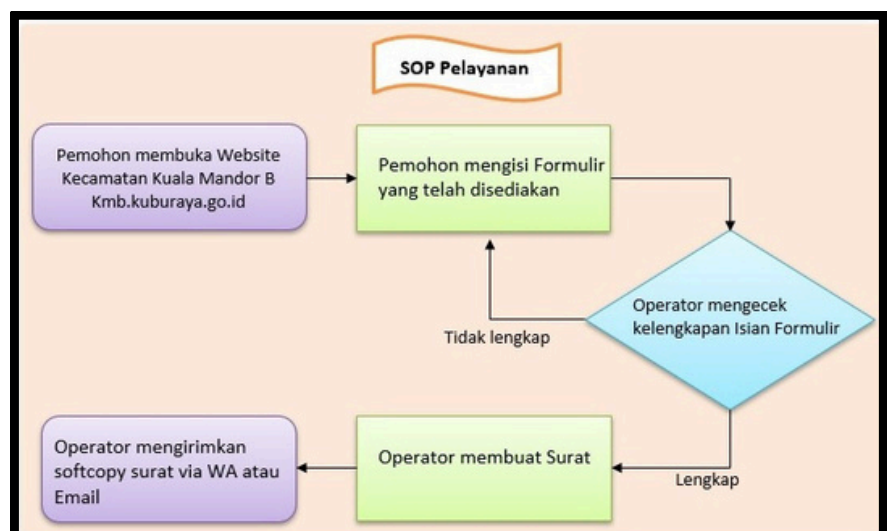 SOP Pelayanan
Pemohon membuka Website
Kecamatan Kuala Mandor B
Kmb.kuburaya.go.id
Pemohon mengisi Formulir
yang telah disediakan
Operator mengecek
kelengkapan Isian Formulir
Tidak lengkap
Lengkap
Operator membuat Surat
Operator mengirimkan
softcopy surat via WA atau
Email